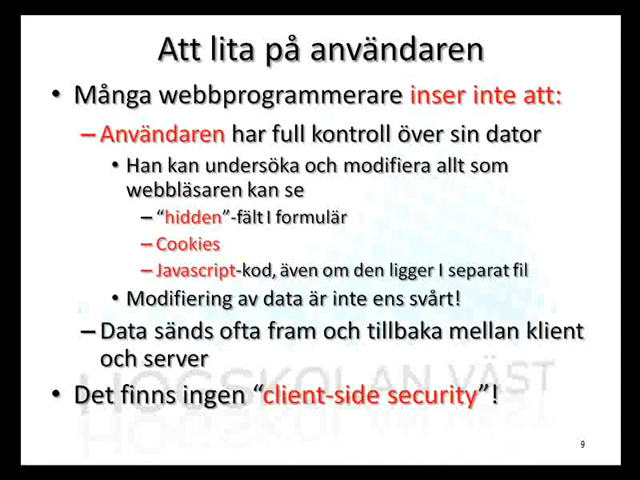 Att lita på användaren
• Många webbprogrammerare inser inte att:
–Användaren har full kontroll över sin dator
• Han kan undersöka och modifiera allt som
webbläsaren kan se
– “hidden”-fält I formulär
– Cookies
– Javascript-kod, även om den ligger I separat fil
• Modifiering av data är inte ens svårt!
–Data sänds ofta fram och tillbaka mellan klient
och server
• Det finns ingen “client-side security”!
HÖGSKOLAN VÄST
9